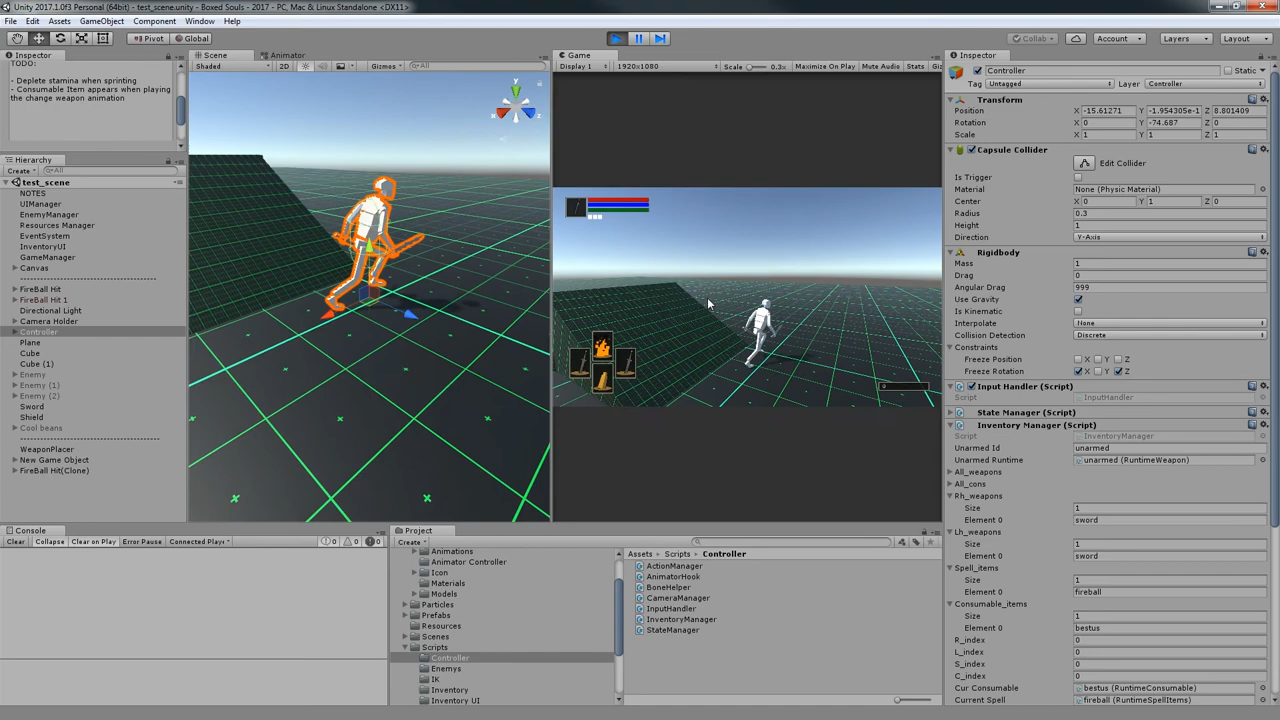 Unity 2017.1.0f3 Personal (64bit) - test_scene.unity - Boxed Souls - 2017 - PC, Mac & Linux Standalone <DX11>
File Edit Assets GameObject Component Window Help
Pivot Global Collab Account Layers Layout
Inspector
TODO:
- Deplete stamina when sprinting
- Consumable Item appears when playing
the change weapon animation
Hierarchy
Create All
test_scene
NOTES
UIManager
EnemyManager
Resources Manager
EventSystem
InventoryUI
GameManager
Canvas
FireBall Hit
FireBall Hit 1
Directional Light
Camera Holder
Controller
Plane
Cube
Cube (1)
Enemy
Enemy (1)
Enemy (2)
Sword
Shield
Cool beans
WeaponPlacer
New Game Object
FireBall Hit(Clone)
Scene Animator
Shaded 2D Gizmos All
y
x z
Game
Display 1 1920x1080 Scale 0.3x Maximize On Play Mute Audio Stats Giz
0
Inspector
Controller Static
Tag Untagged Layer Controller
Transform
Position X -15.61271 Y -1.954305e-1 Z 8.801409
Rotation X 0 Y -74.687 Z 0
Scale X 1 Y 1 Z 1
Capsule Collider
Edit Collider
Is Trigger
Material None (Physic Material)
Center X 0 Y 1 Z 0
Radius 0.3
Height 1
Direction Y-Axis
Rigidbody
Mass 1
Drag 0
Angular Drag 999
Use Gravity
Is Kinematic
Interpolate None
Collision Detection Discrete
Constraints
Freeze Position X Y Z
Freeze Rotation X Y Z
Input Handler (Script)
Script InputHandler
State Manager (Script)
Inventory Manager (Script)
Script InventoryManager
Unarmed Id unarmed
Unarmed Runtime unarmed (RuntimeWeapon)
All_weapons
All_cons
Rh_weapons
Size 1
Element 0 sword
Lh_weapons
Size 1
Element 0 sword
Spell_items
Size 1
Element 0 fireball
Consumable_items
Size 1
Element 0 bestus
R_index 0
L_index 0
S_index 0
C_index 0
Cur Consumable bestus (RuntimeConsumable)
Current Spell fireball (RuntimeSpellItems)
Console
Clear Collapse Clear on Play Error Pause Connected Player 0 0 0
Project
Create
Animations
Animator Controller
Icon
Materials
Models
Particles
Prefabs
Resources
Scenes
Scripts
Controller
Enemys
IK
Inventory
Inventory UI
Assets Scripts Controller
ActionManager
AnimatorHook
BoneHelper
CameraManager
InputHandler
InventoryManager
StateManager